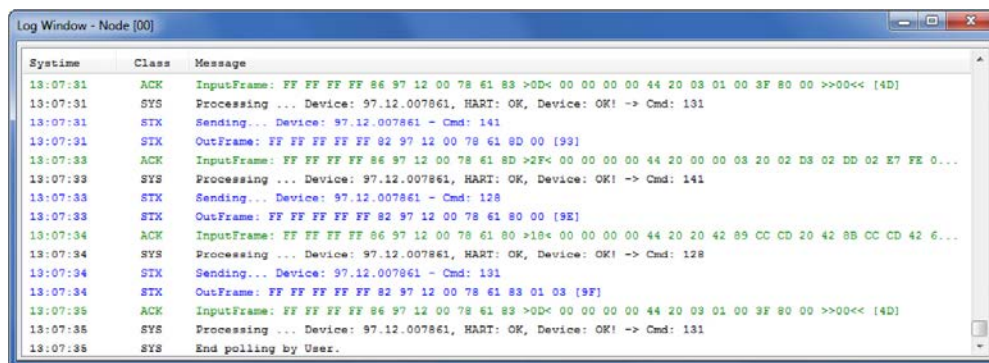 Log Window - Node [00]
Systime Class Message
13:07:31 ACK InputFrame: FF FF FF FF 86 97 12 00 78 61 83 >0D< 00 00 00 00 44 20 03 01 00 3F 80 00 >>00<< [4D]
13:07:31 SYS Processing ... Device: 97.12.007861, HART: OK, Device: OK! -> Cmd: 131
13:07:31 STX Sending... Device: 97.12.007861 - Cmd: 141
13:07:31 STX OutFrame: FF FF FF FF FF 82 97 12 00 78 61 8D 00 [93]
13:07:33 ACK InputFrame: FF FF FF FF 86 97 12 00 78 61 8D >2F< 00 00 00 00 44 20 00 00 03 20 02 D3 02 DD 02 E7 FE 0...
13:07:33 SYS Processing ... Device: 97.12.007861, HART: OK, Device: OK! -> Cmd: 141
13:07:33 STX Sending... Device: 97.12.007861 - Cmd: 128
13:07:33 STX OutFrame: FF FF FF FF FF 82 97 12 00 78 61 80 00 [9E]
13:07:34 ACK InputFrame: FF FF FF FF 86 97 12 00 78 61 80 >18< 00 00 00 00 44 20 20 42 89 CC CD 20 42 8B CC CD 42 6...
13:07:34 SYS Processing ... Device: 97.12.007861, HART: OK, Device: OK! -> Cmd: 128
13:07:34 STX Sending... Device: 97.12.007861 - Cmd: 131
13:07:34 STX OutFrame: FF FF FF FF FF 82 97 12 00 78 61 83 01 03 [9F]
13:07:35 ACK InputFrame: FF FF FF FF 86 97 12 00 78 61 83 >0D< 00 00 00 00 44 20 03 01 00 3F 80 00 >>00<< [4D]
13:07:35 SYS Processing ... Device: 97.12.007861, HART: OK, Device: OK! -> Cmd: 131
13:07:35 SYS End polling by User.